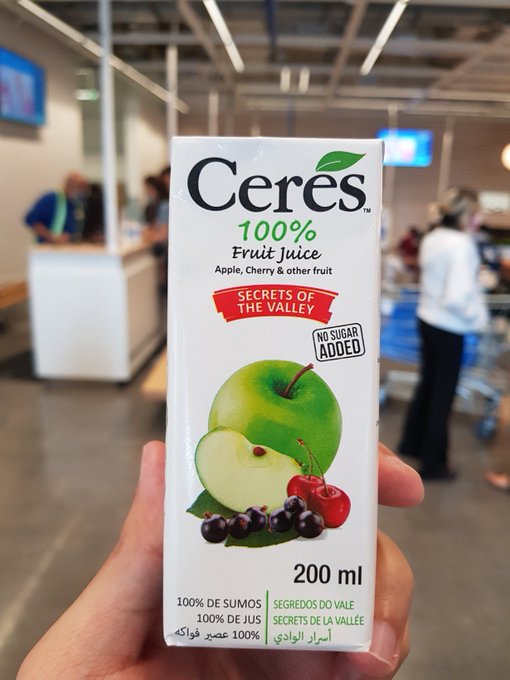 Ceres™
100%
Fruit Juice
Apple, Cherry & other fruit
SECRETS OF
THE VALLEY
NO SUGAR
ADDED
200 ml
100% DE SUMOS
100% DE JUS
100% عصير فواكه
SEGREDOS DO VALE
SECRETS DE LA VALLÉE
أسرار الوادي